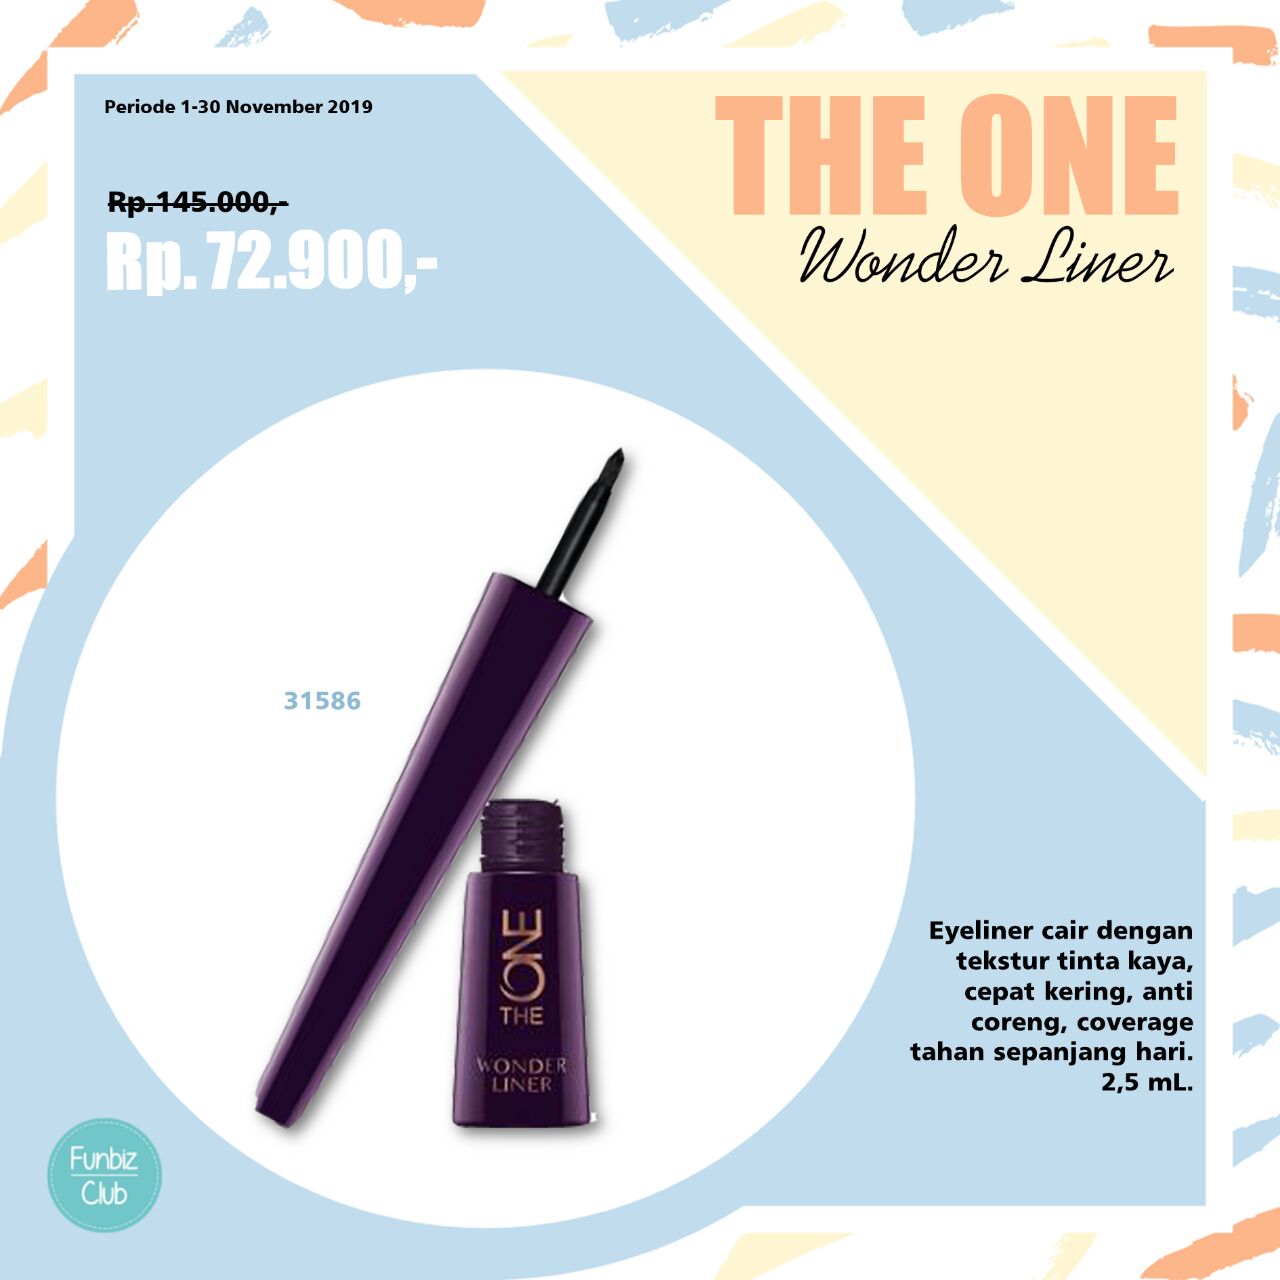 Periode 1-30 November 2019
Rp.145.000,-
Rp. 72.900,-
THE ONE
Wonder Liner
31586
THE ONE
WONDER
LINER
Eyeliner cair dengan
tekstur tinta kaya,
cepat kering, anti
coreng, coverage
tahan sepanjang hari.
2,5 mL.
Funbiz
Club